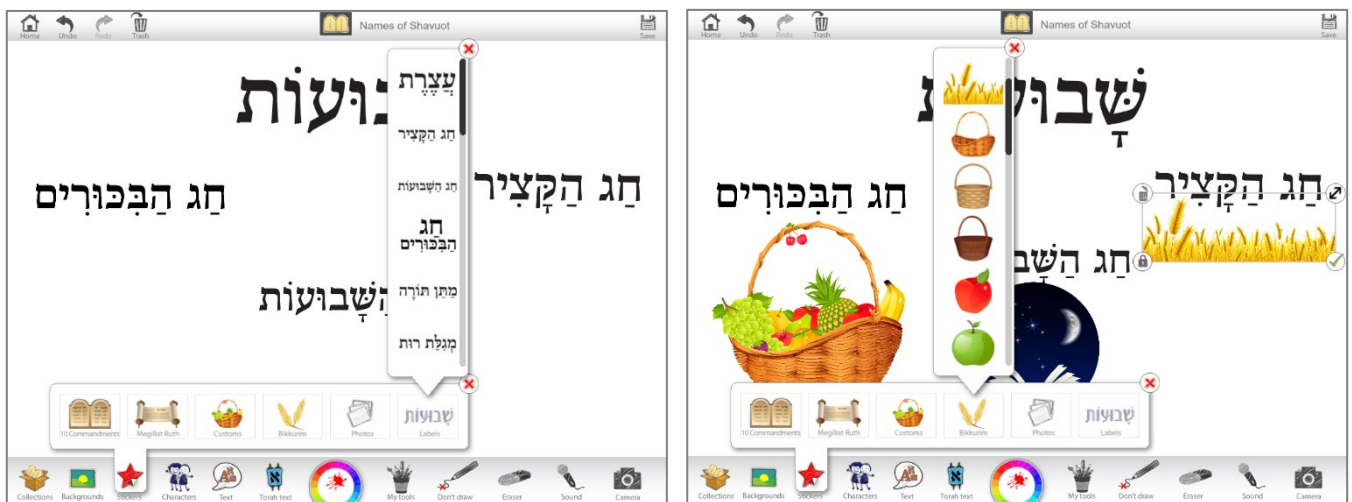 Home Undo Redo Trash
Names of Shavuot
Save
עֲצֶרֶת
חַג הַקָּצִיר
חַג הַשָּׁבוּעוֹת
חַג
הַבִּכּוּרִים
מַתַּן תּוֹרָה
מְגִלַּת רוּת
בוּעוֹת
חַג הַקָּצִיר
חַג הַבִּכּוּרִים
הַשָּׁבוּעוֹת
שָׁבוּעוֹת
10 Commandments Megillat Ruth Customs Bikkurim Photos Labels
Collections Backgrounds Stickers Characters Text Torah text My tools Don't draw Eraser Sound Camera
Home Undo Redo Trash
Names of Shavuot
Save
חַג הַקָּצִיר
חַג הַבִּכּוּרִים
חַג הַשָּׁב
שָׁבוּעוֹת
10 Commandments Megillat Ruth Customs Bikkurim Photos Labels
Collections Backgrounds Stickers Characters Text Torah text My tools Don't draw Eraser Sound Camera